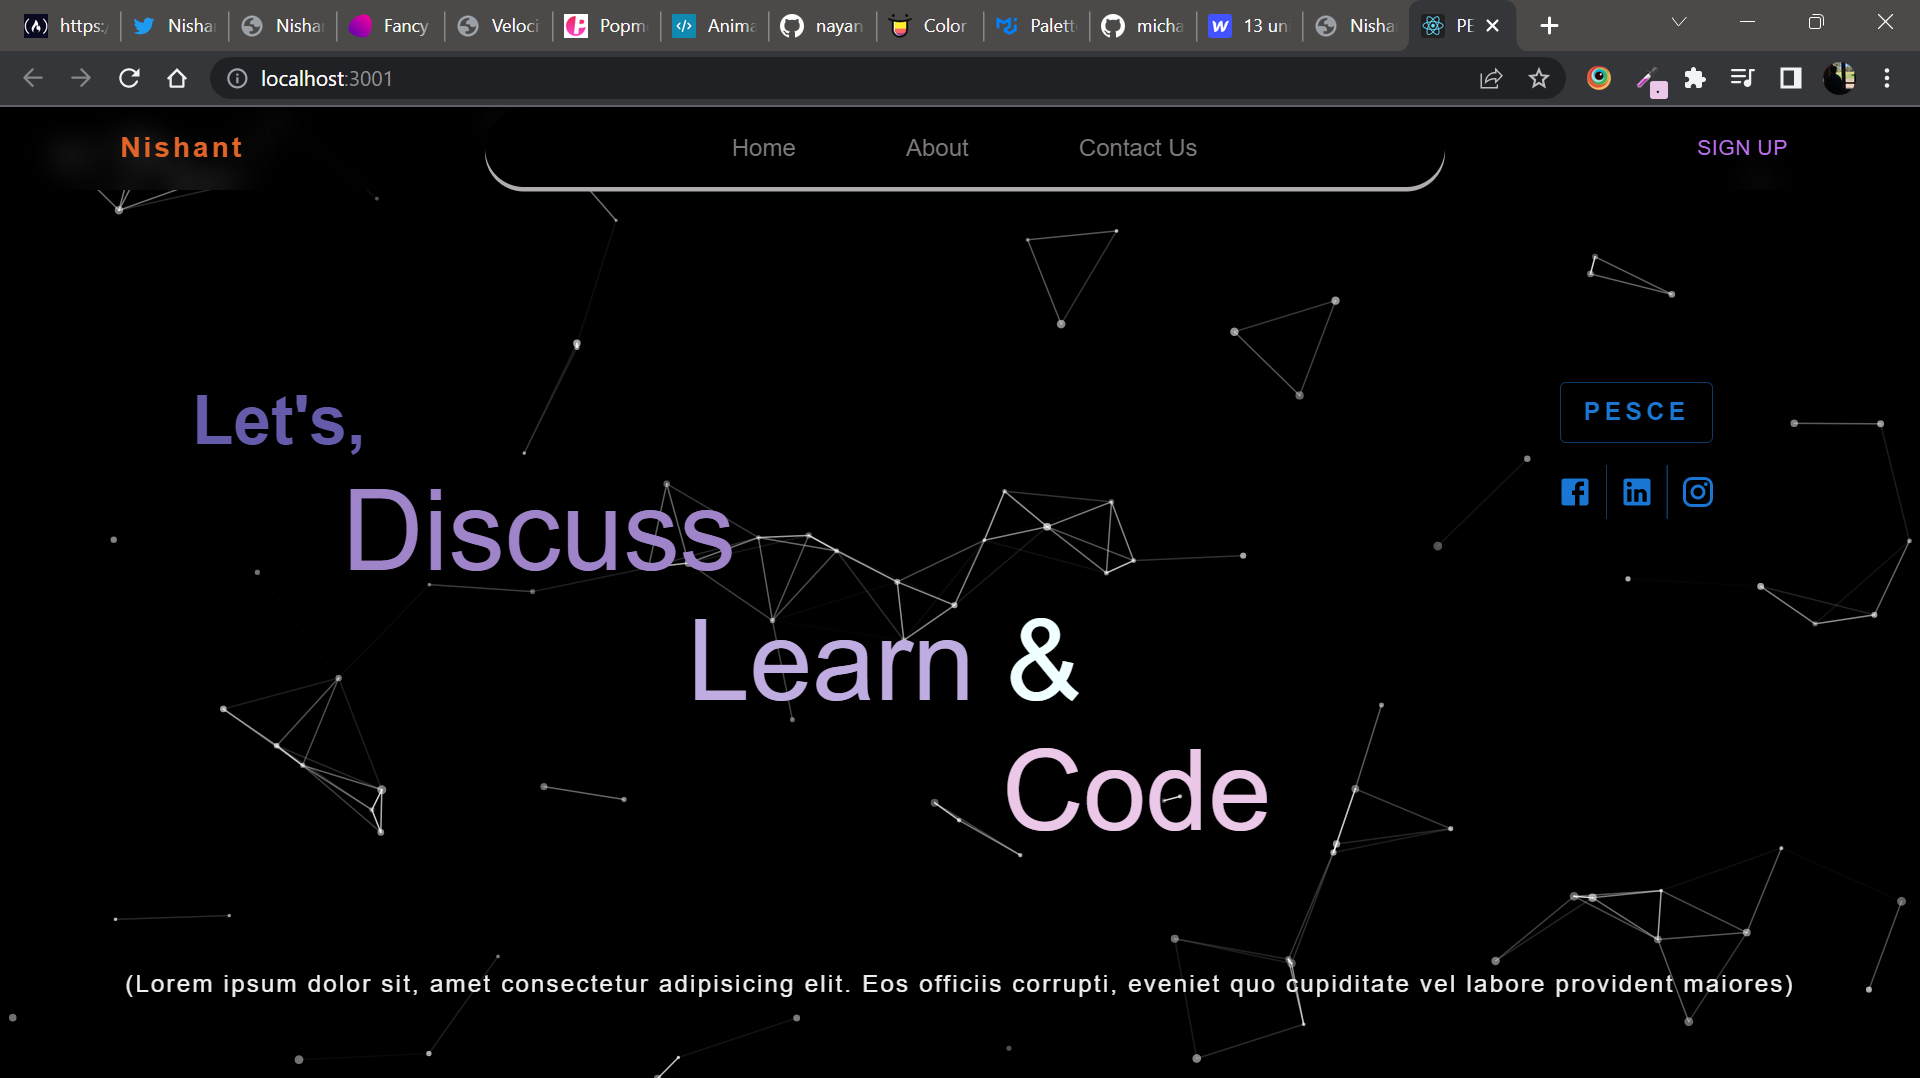 https:/ Nisha Nisha Fancy Veloci Popm Anima nayan Color Palett micha 13 un Nisha PE
localhost:3001
Nishant Home About Contact Us SIGN UP
Let's,
PESCE
Discuss
Learn &
Code
(Lorem ipsum dolor sit, amet consectetur adipisicing elit. Eos officiis corrupti, eveniet quo cupiditate vel labore provident maiores)